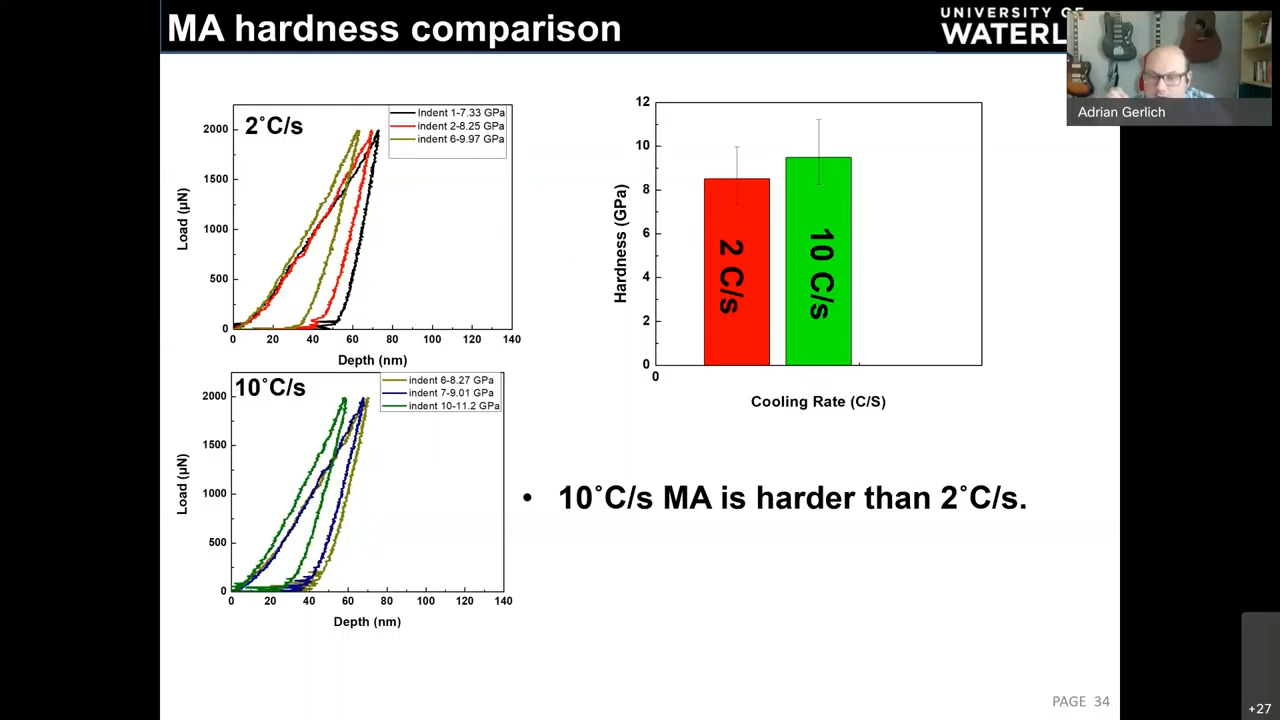 MA hardness comparison
UNIVERSITY OF
WATERL
Adrian Gerlich
2˚C/s
Indent 1-7.33 GPa
indent 2-8.25 GPa
indent 6-9.97 GPa
2000
1500
1000
500
0
Load (µN)
0 20 40 60 80 100 120 140
Depth (nm)
10˚C/s
indent 6-8.27 GPa
indent 7-9.01 GPa
indent 10-11.2 GPa
2000
1500
1000
500
0
Load (µN)
0 20 40 60 80 100 120 140
Depth (nm)
12
10
8
6
4
2
0
Hardness (GPa)
2 C/s
10 C/s
0
Cooling Rate (C/S)
• 10˚C/s MA is harder than 2˚C/s.
PAGE 34
+27